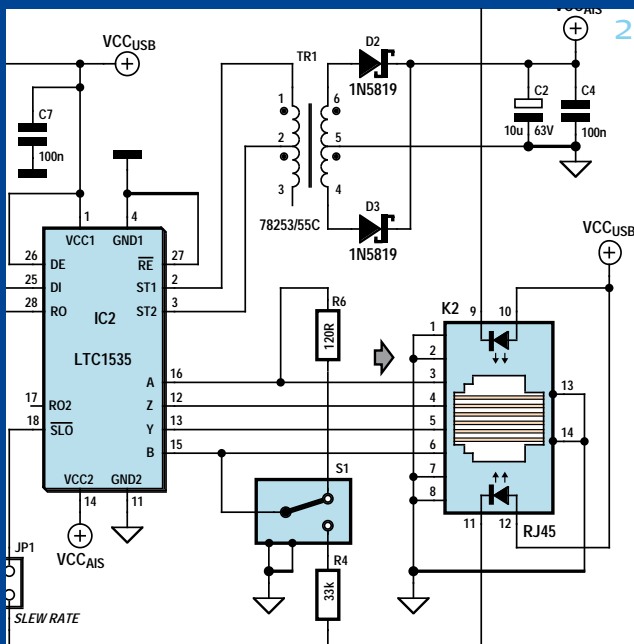 VCCAIS
2
VCCUSB
TR1
D2
1N5819
C7
100n
1
2
3
6
5
4
C2
10u 63V
C4
100n
D3
1N5819
78253/55C
VCCUSB
1
4
VCC1
GND1
26
DE
RE
27
25
DI
ST1
2
28
RO
ST2
3
IC2
LTC1535
R6
120R
K2
9
10
1
2
3
4
5
6
7
8
13
14
11
12
RJ45
A
16
17
RO2
Z
12
18
SLO
Y
13
B
15
VCC2
GND2
14
11
VCCAIS
S1
R4
33k
JP1
SLEW RATE